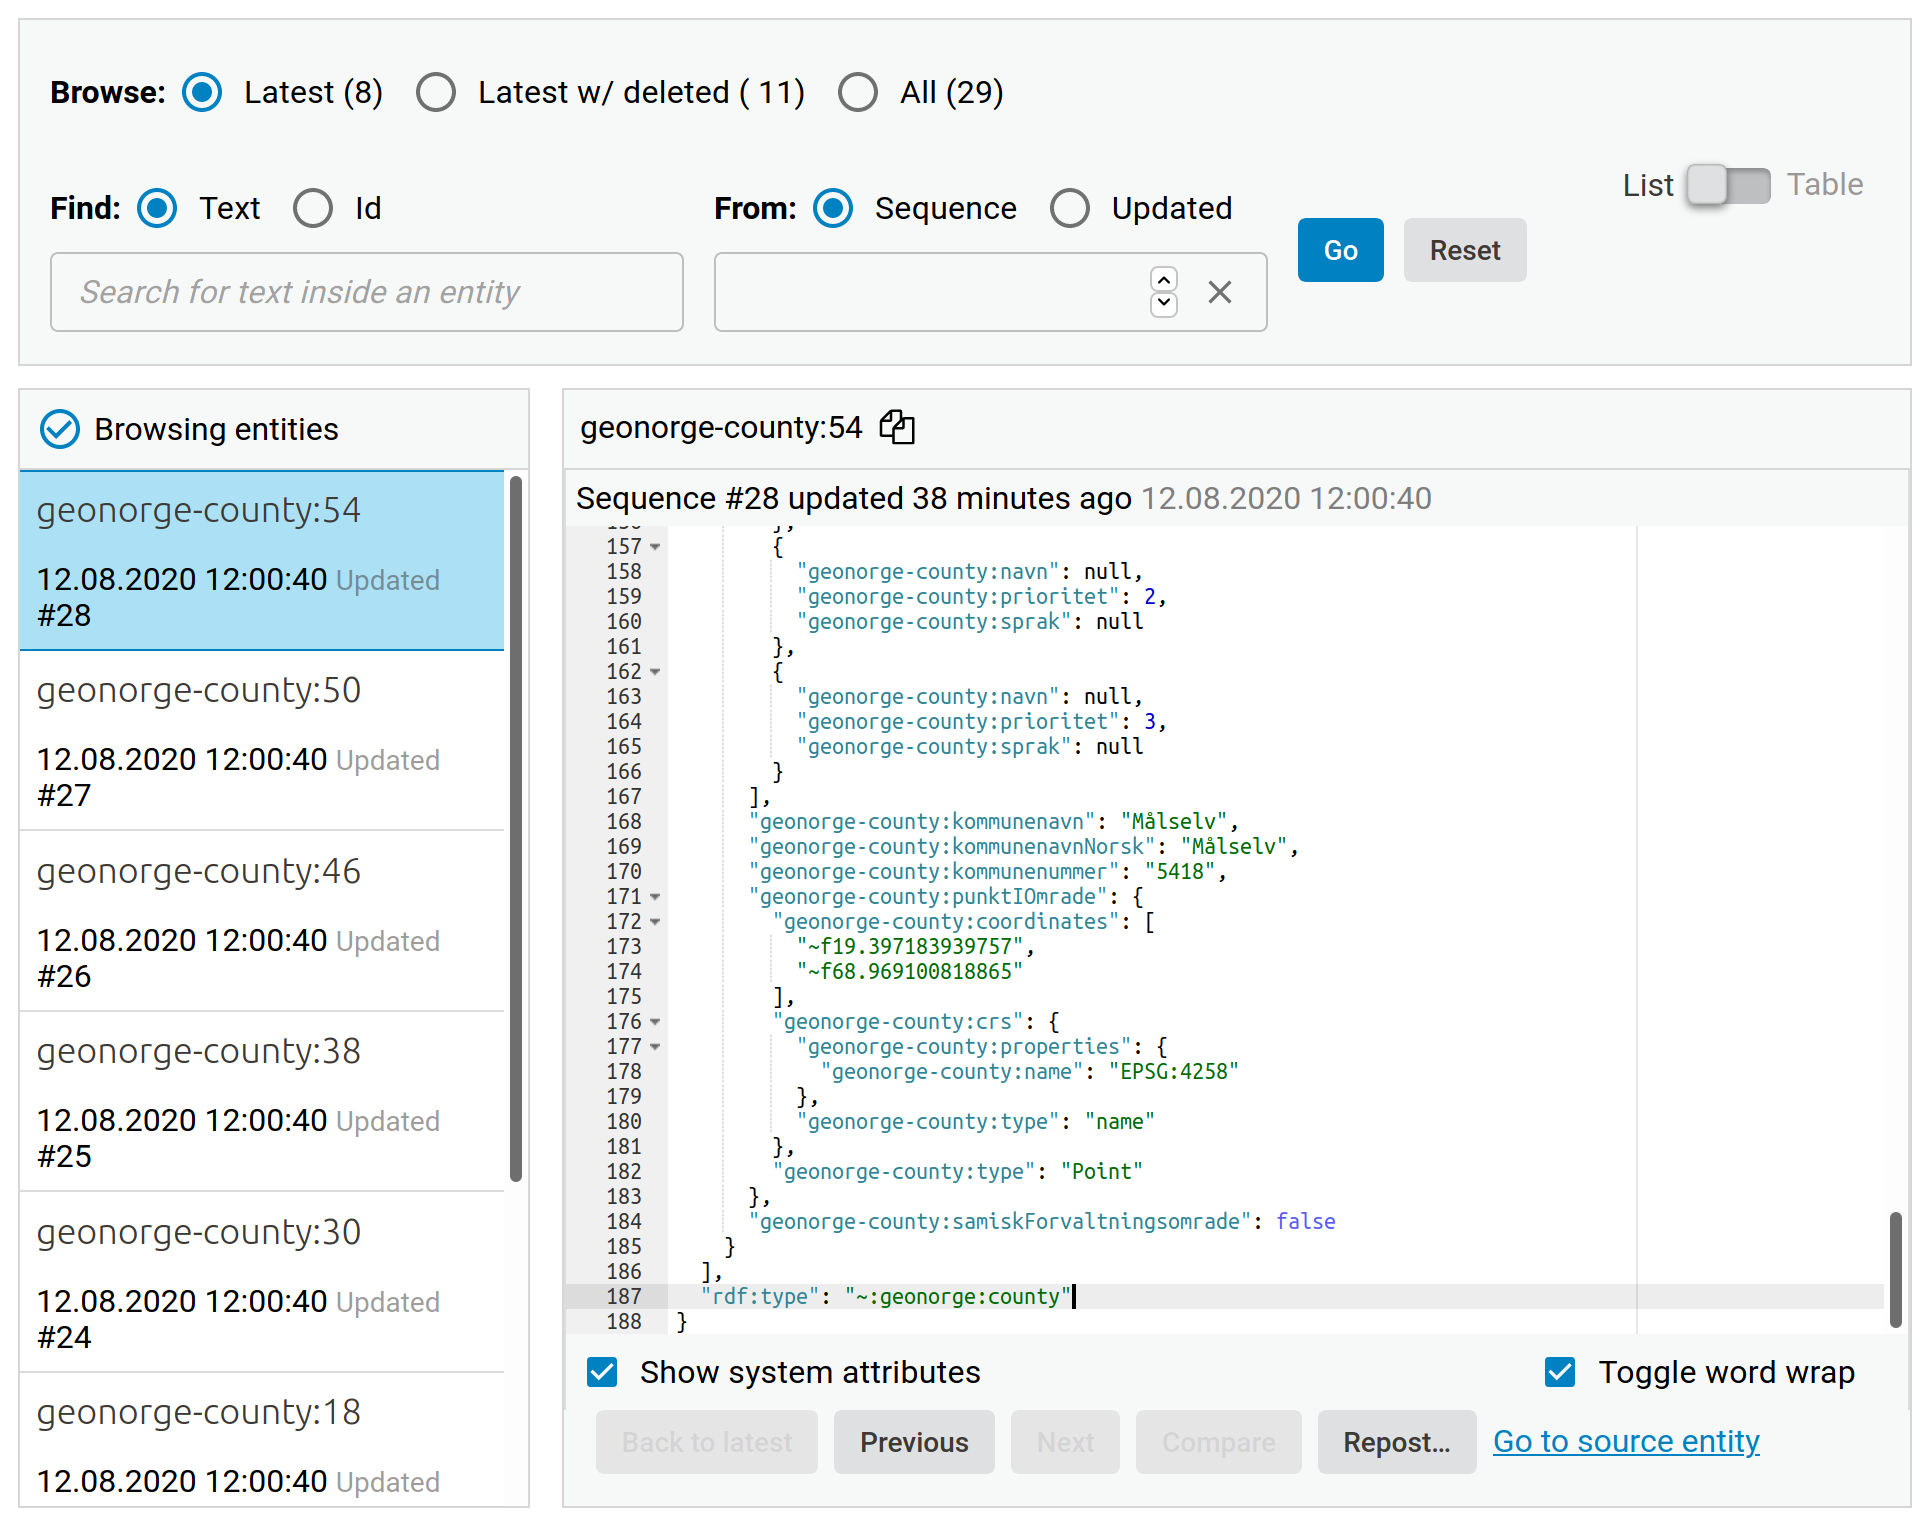 Browse: Latest (8) Latest w/ deleted ( 11) All (29)
List Table
Find: Text Id From: Sequence Updated
Go Reset
Search for text inside an entity
Browsing entities
geonorge-county:54
12.08.2020 12:00:40 Updated
#28
geonorge-county:50
12.08.2020 12:00:40 Updated
#27
geonorge-county:46
12.08.2020 12:00:40 Updated
#26
geonorge-county:38
12.08.2020 12:00:40 Updated
#25
geonorge-county:30
12.08.2020 12:00:40 Updated
#24
geonorge-county:18
12.08.2020 12:00:40 Updated
geonorge-county:54
Sequence #28 updated 38 minutes ago 12.08.2020 12:00:40
157 {
158 "geonorge-county:navn": null,
159 "geonorge-county:prioritet": 2,
160 "geonorge-county:sprak": null
161 },
162 {
163 "geonorge-county:navn": null,
164 "geonorge-county:prioritet": 3,
165 "geonorge-county:sprak": null
166 }
167 ],
168 "geonorge-county:kommunenavn": "Målselv",
169 "geonorge-county:kommunenavnNorsk": "Målselv",
170 "geonorge-county:kommunenummer": "5418",
171 "geonorge-county:punktIOmrade": {
172 "geonorge-county:coordinates": [
173 "~f19.397183939757",
174 "~f68.969100818865"
175 ],
176 "geonorge-county:crs": {
177 "geonorge-county:properties": {
178 "geonorge-county:name": "EPSG:4258"
179 },
180 "geonorge-county:type": "name"
181 },
182 "geonorge-county:type": "Point"
183 },
184 "geonorge-county:samiskForvaltningsomrade": false
185 }
186 ],
187 "rdf:type": "~:geonorge:county"
188 }
Show system attributes Toggle word wrap
Back to latest Previous Next Compare Repost... Go to source entity